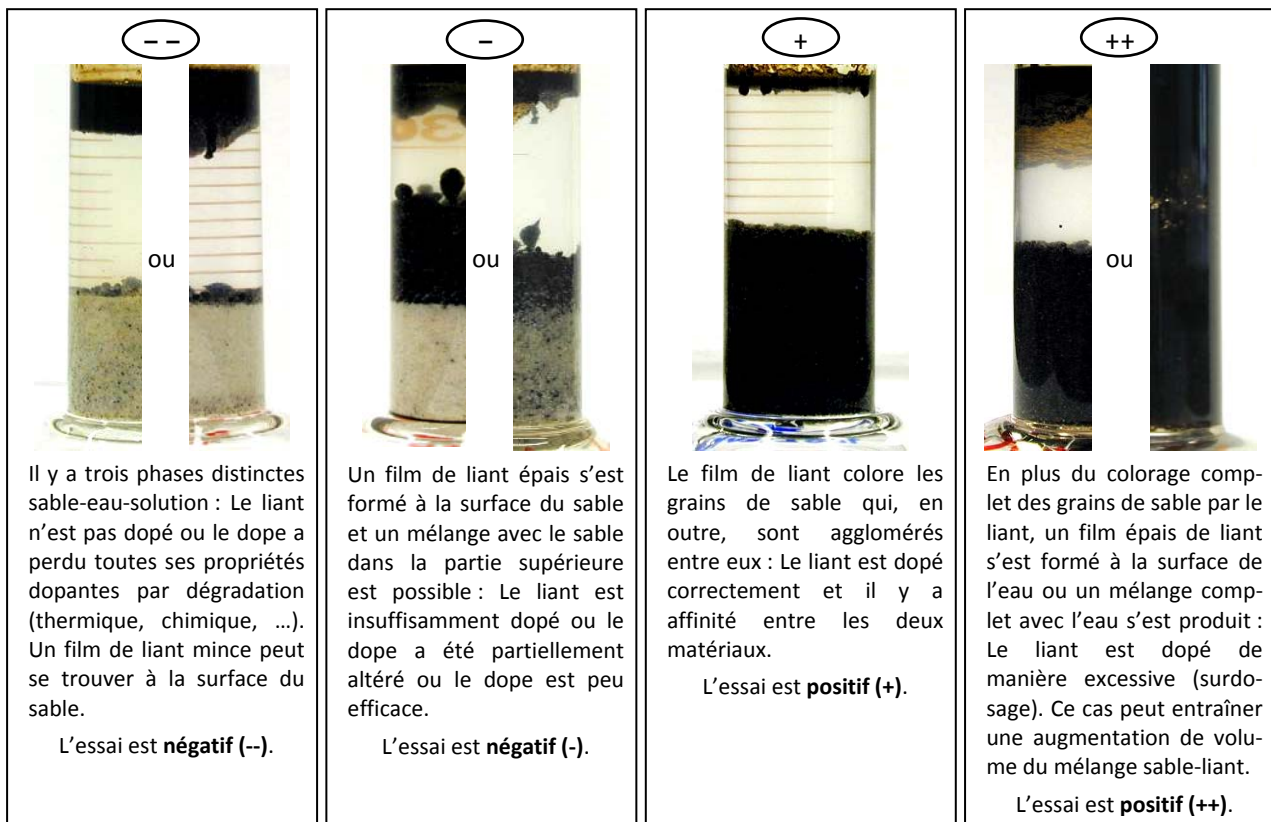 – –
ou
Il y a trois phases distinctes
sable-eau-solution : Le liant
n’est pas dopé ou le dope a
perdu toutes ses propriétés
dopantes par dégradation
(thermique, chimique, …).
Un film de liant mince peut
se trouver à la surface du
sable.
L’essai est négatif (--).
–
30
ou
Un film de liant épais s’est
formé à la surface du sable
et un mélange avec le sable
dans la partie supérieure
est possible : Le liant est
insuffisamment dopé ou le
dope a été partiellement
altéré ou le dope est peu
efficace.
L’essai est négatif (-).
+
Le film de liant colore les
grains de sable qui, en
outre, sont agglomérés
entre eux : Le liant est dopé
correctement et il y a
affinité entre les deux
matériaux.
L’essai est positif (+).
++
ou
En plus du colorage comp-
let des grains de sable par le
liant, un film épais de liant
s’est formé à la surface de
l’eau ou un mélange comp-
let avec l’eau s’est produit :
Le liant est dopé de
manière excessive (surdo-
sage). Ce cas peut entraîner
une augmentation de volu-
me du mélange sable-liant.
L’essai est positif (++).